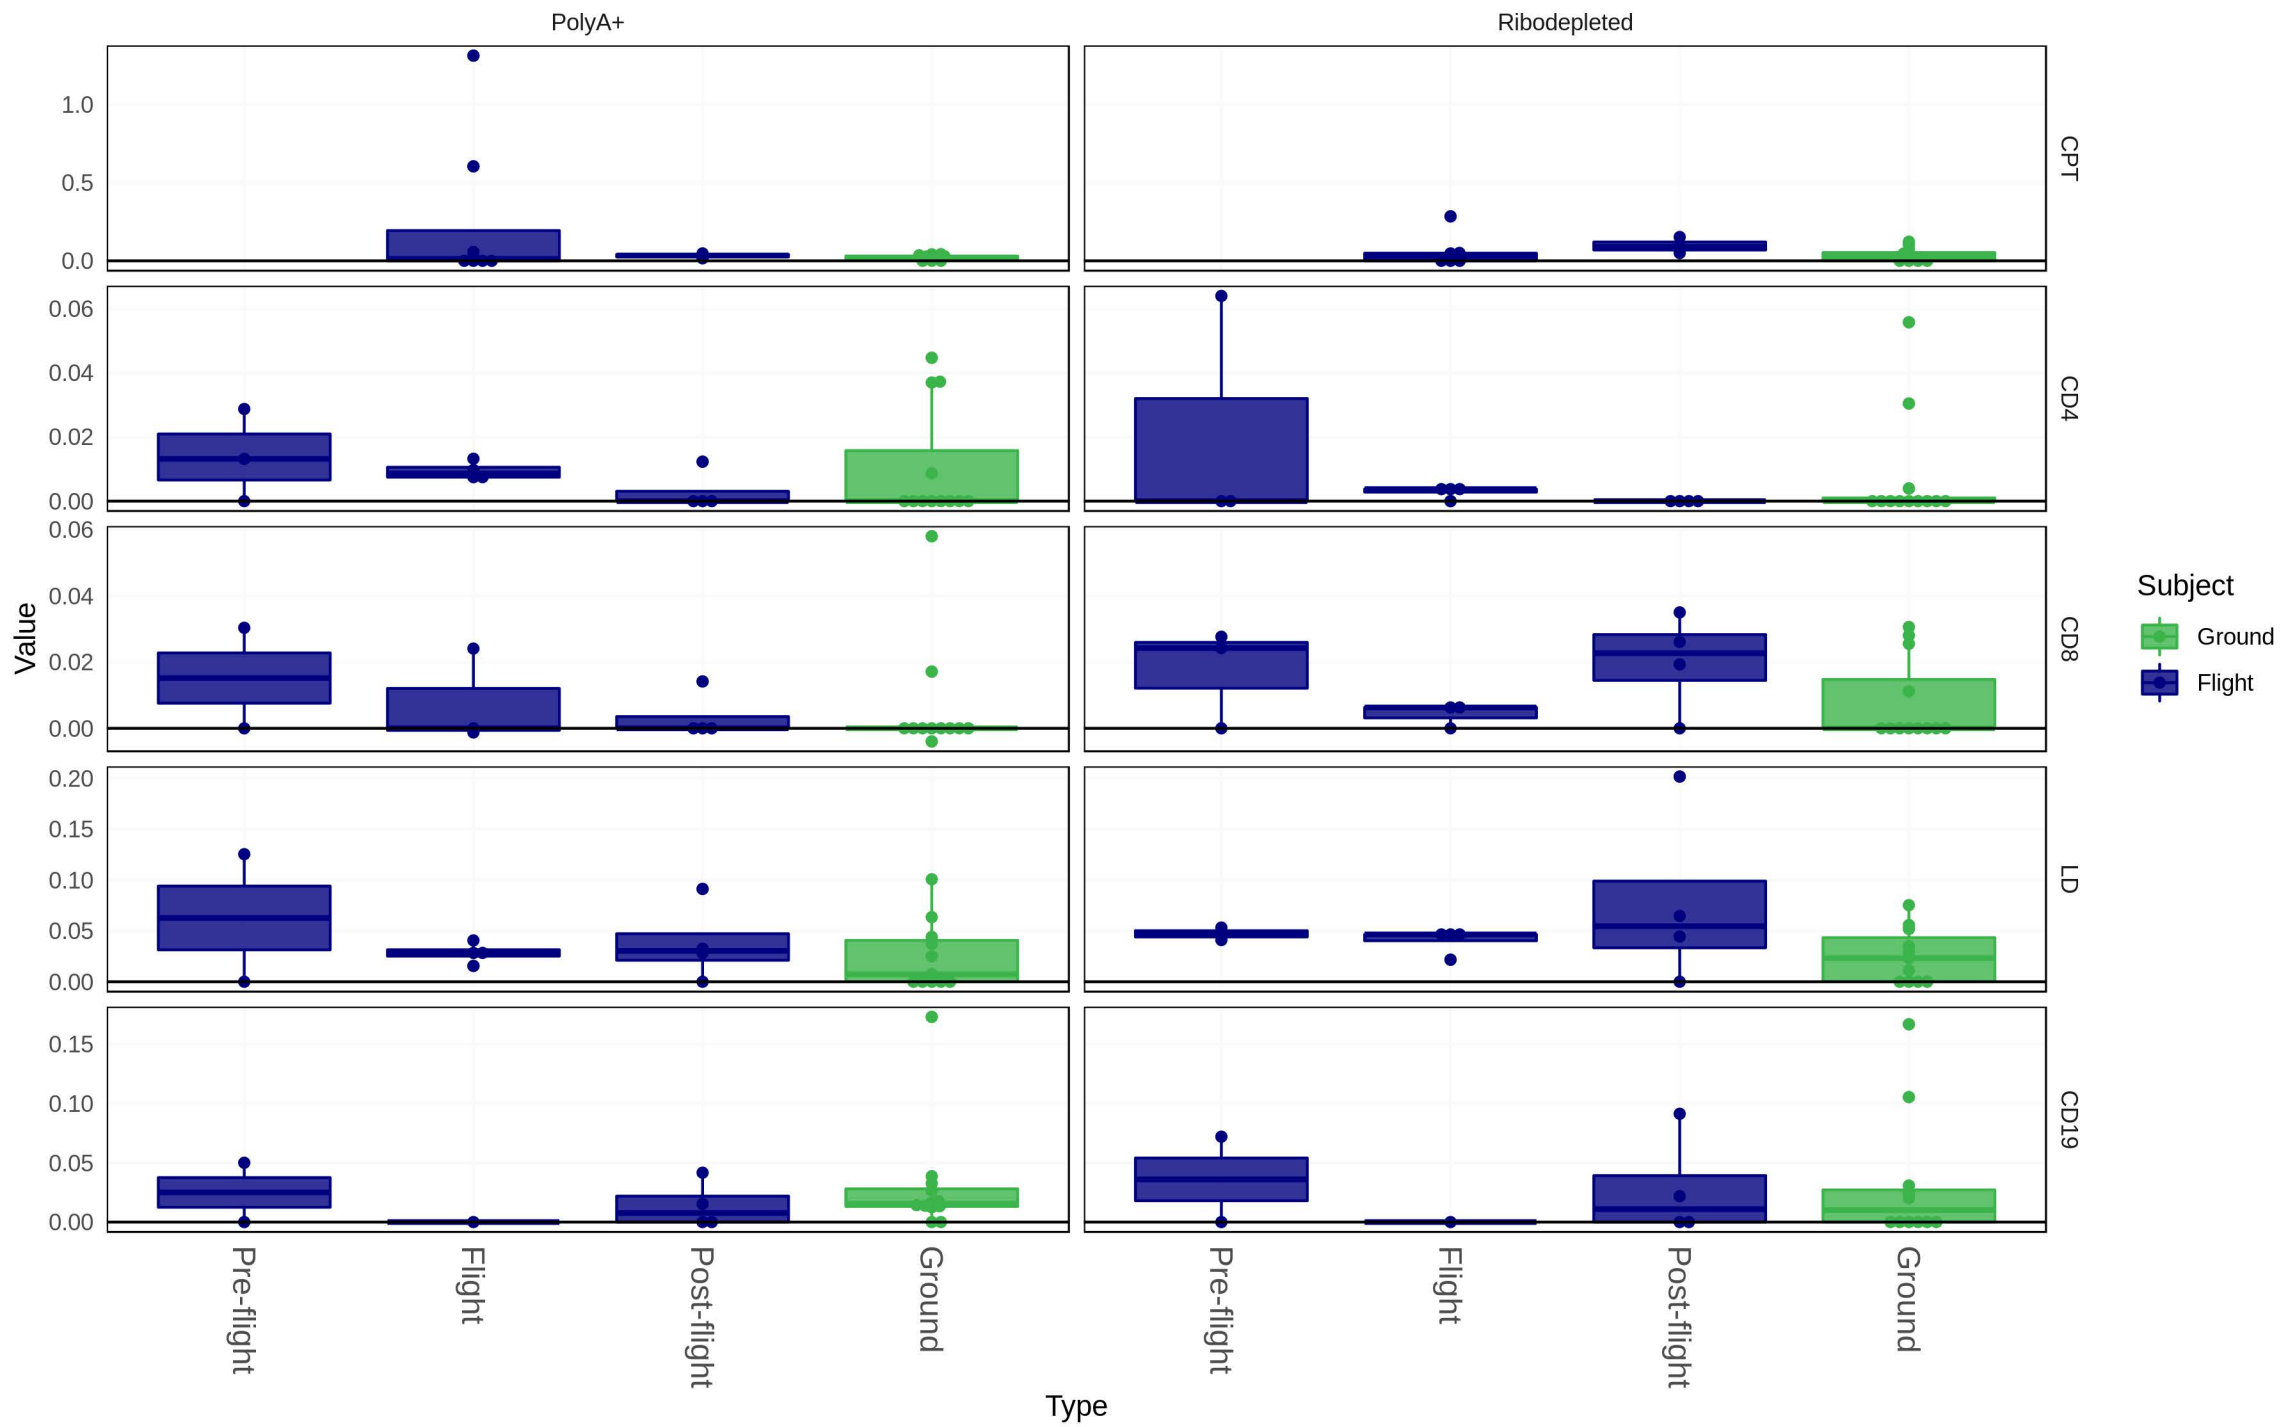 PolyA+
Ribodepleted
1.0
0.5
0.0
CPT
0.06
0.04
0.02
0.00
CD4
0.06
0.04
0.02
0.00
CD8
0.20
0.15
0.10
0.05
0.00
LD
0.15
0.10
0.05
0.00
CD19
Value
Pre-flight
Flight
Post-flight
Ground
Pre-flight
Flight
Post-flight
Ground
Type
Subject
Ground
Flight